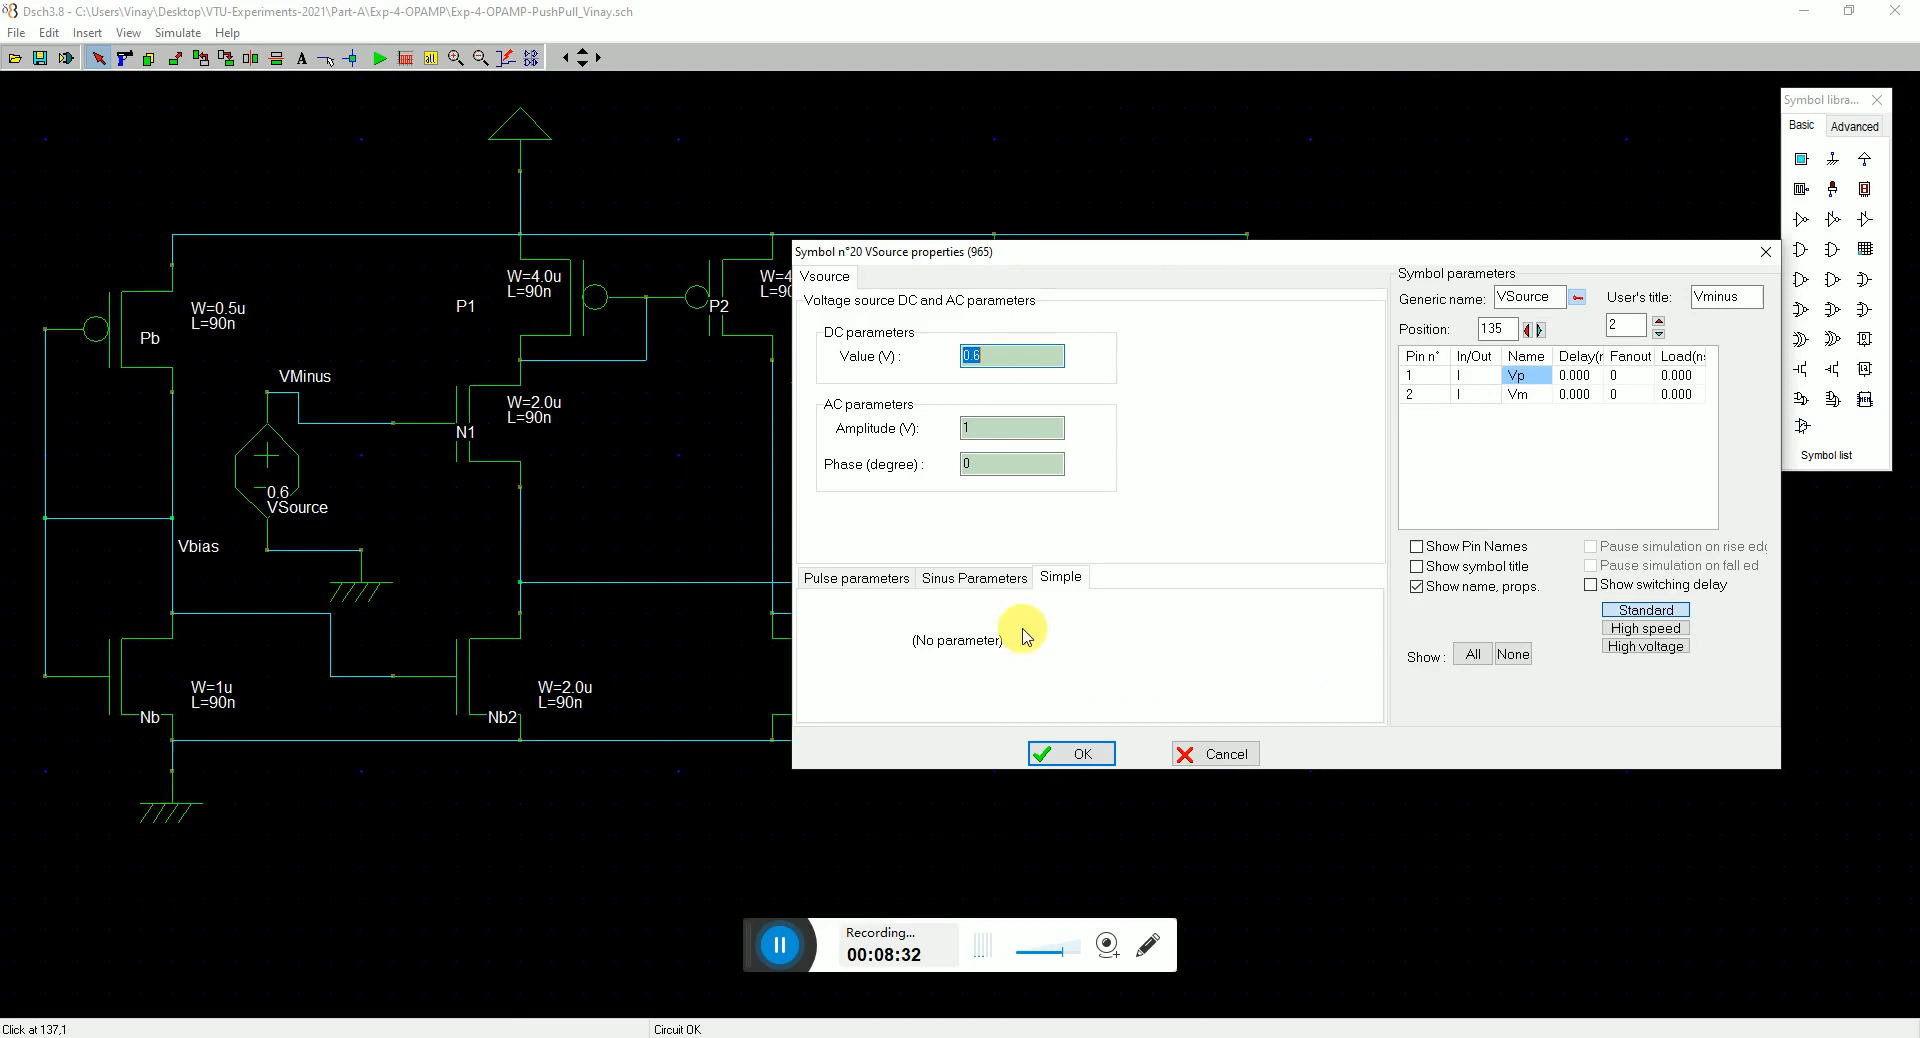 Dsch3.8 - C:\Users\Vinay\Desktop\VTU-Experiments-2021\Part-A\Exp-4-OPAMP\Exp-4-OPAMP-PushPull_Vinay.sch
File Edit Insert View Simulate Help
A
all
Symbol libra...
Basic Advanced
Symbol list
W=0.5u
L=90n
Pb
VMinus
0.6
VSource
Vbias
W=1u
L=90n
Nb
W=4.0u
L=90n
P1
P2
W=4
L=90
W=2.0u
L=90n
N1
W=2.0u
L=90n
Nb2
Symbol n°20 VSource properties (965)
Vsource
Voltage source DC and AC parameters
DC parameters
Value (V) : 0.6
AC parameters
Amplitude (V): 1
Phase (degree) : 0
Pulse parameters Sinus Parameters Simple
(No parameter)
Symbol parameters
Generic name: VSource User's title: Vminus
Position: 135 2
Pin n° In/Out Name Delay(r Fanout Load(n
1 I Vp 0.000 0 0.000
2 I Vm 0.000 0 0.000
Show Pin Names Pause simulation on rise edg
Show symbol title Pause simulation on fall ed
Show name, props. Show switching delay
Standard
High speed
High voltage
Show : All None
OK Cancel
Recording...
00:08:32
Click at 137,1 Circuit OK